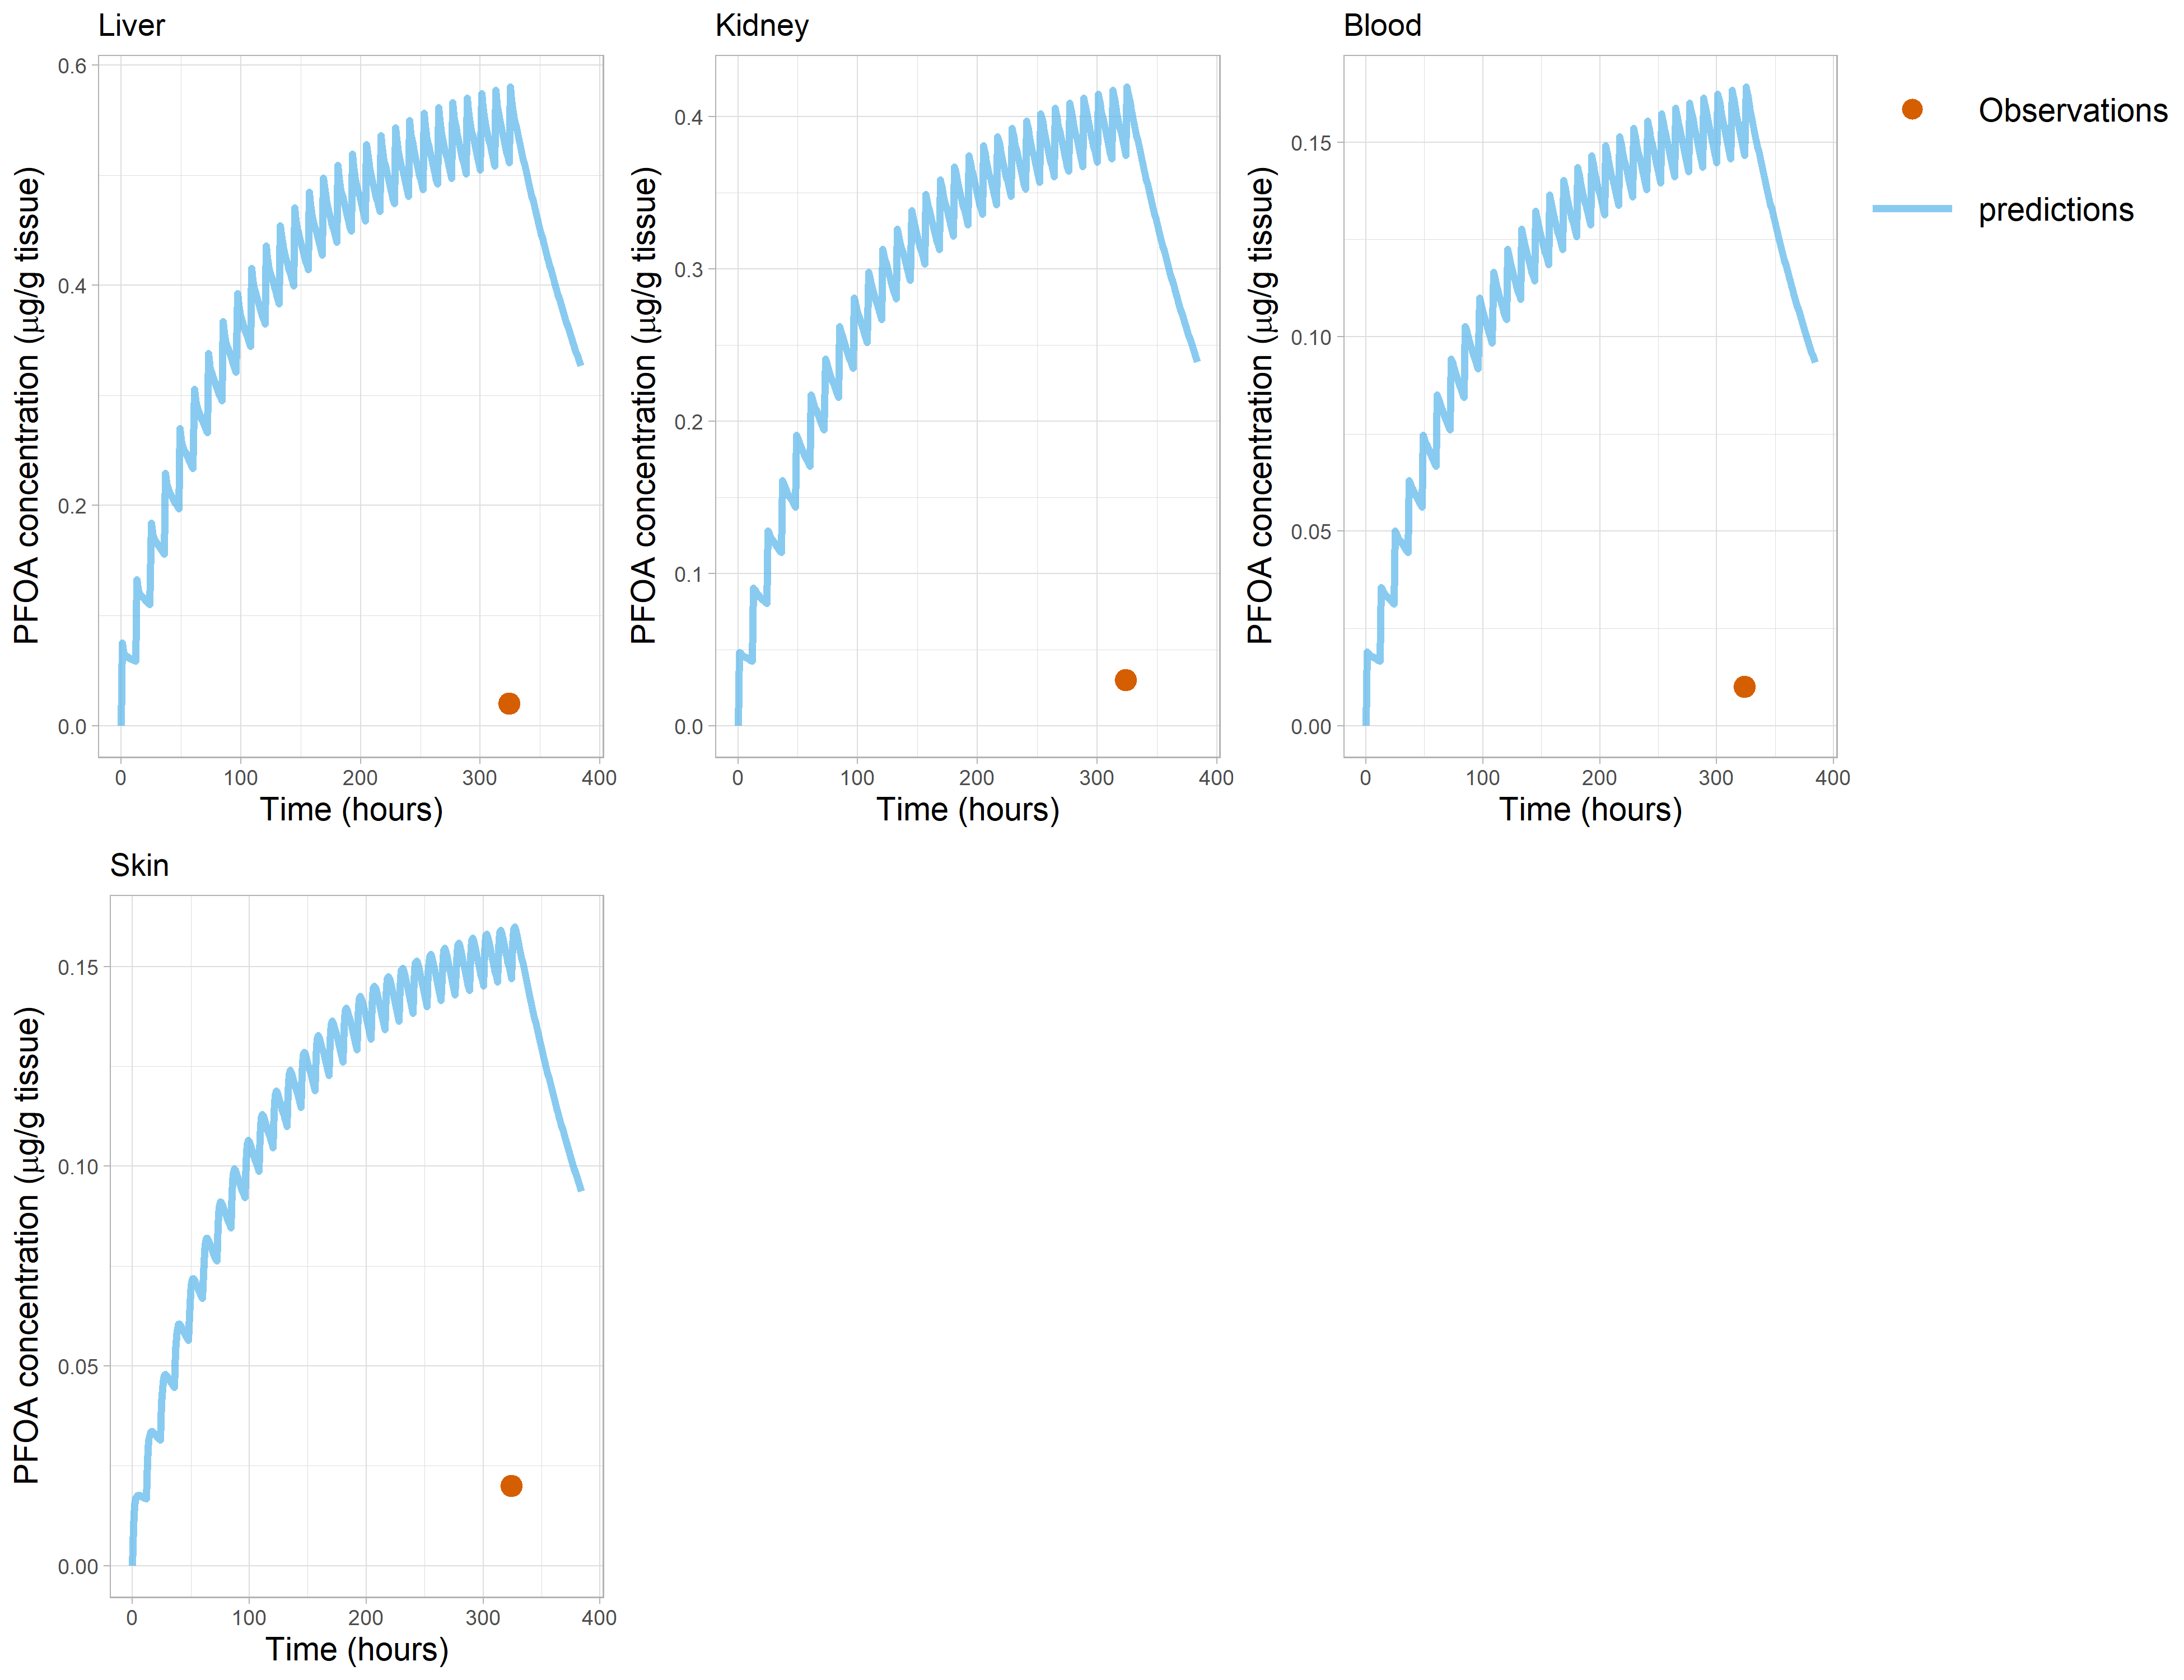 Liver
PFOA concentration (μg/g tissue)
0.6
0.4
0.2
0.0
0 100 200 300 400
Time (hours)
Kidney
PFOA concentration (μg/g tissue)
0.4
0.3
0.2
0.1
0.0
0 100 200 300 400
Time (hours)
Blood
PFOA concentration (μg/g tissue)
0.15
0.10
0.05
0.00
0 100 200 300 400
Time (hours)
Observations
predictions
Skin
PFOA concentration (μg/g tissue)
0.15
0.10
0.05
0.00
0 100 200 300 400
Time (hours)